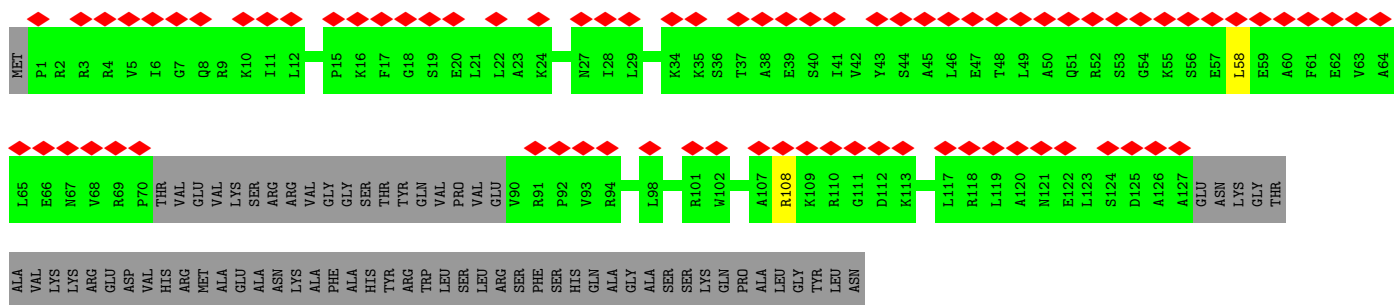 MET P1 R2 R3 R4 V5 I6 G7 Q8 R9 K10 I11 L12 P15 K16 F17 G18 S19 E20 L21 L22 A23 K24 N27 I28 L29 K34 K35 S36 T37 A38 E39 S40 I41 V42 Y43 S44 A45 L46 E47 T48 L49 A50 Q51 R52 S53 G54 K55 S56 E57 L58 E59 A60 F61 E62 V63 A64
L65 E66 N67 V68 R69 P70 THR VAL GLU VAL LYS SER ARG ARG VAL GLY GLY SER THR TYR GLN VAL PRO VAL GLU V90 R91 P92 V93 R94 L98 R101 W102 A107 R108 K109 R110 G111 D112 K113 L117 R118 L119 A120 N121 E122 L123 S124 D125 A126 A127 GLU ASN LYS GLY THR
ALA VAL LYS LYS ARG GLU ASP VAL HIS ARG MET ALA GLU ALA ASN LYS ALA PHE ALA HIS TYR ARG TRP LEU SER LEU ARG SER PHE SER HIS GLN ALA GLY ALA SER SER LYS GLN PRO ALA LEU GLY TYR LEU ASN